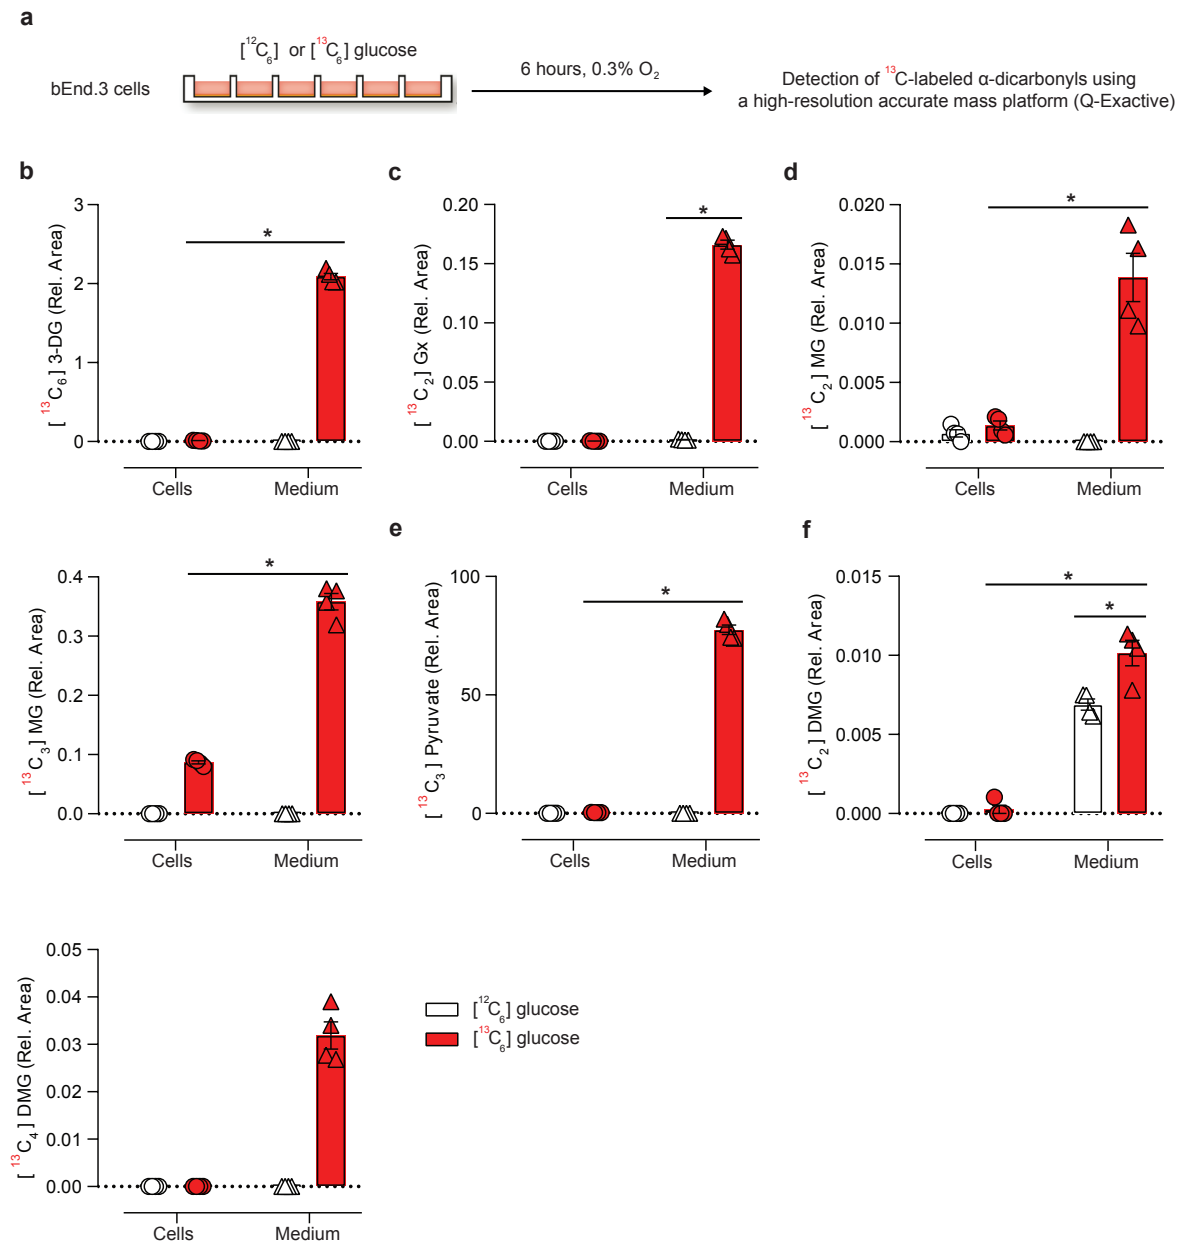 a
[¹²C₆] or [¹³C₆] glucose
bEnd.3 cells
6 hours, 0.3% O₂
Detection of ¹³C-labeled α-dicarbonyls using
a high-resolution accurate mass platform (Q-Exactive)
b
[¹³C₆] 3-DG (Rel. Area)
3
2
1
0
*
Cells
Medium
c
[¹³C₂] Gx (Rel. Area)
0.20
0.15
0.10
0.05
0.00
*
Cells
Medium
d
[¹³C₂] MG (Rel. Area)
0.020
0.015
0.010
0.005
0.000
*
Cells
Medium
[¹³C₃] MG (Rel. Area)
0.4
0.3
0.2
0.1
0.0
*
Cells
Medium
e
[¹³C₃] Pyruvate (Rel. Area)
100
50
0
*
Cells
Medium
f
[¹³C₂] DMG (Rel. Area)
0.015
0.010
0.005
0.000
*
*
Cells
Medium
[¹³C₄] DMG (Rel. Area)
0.05
0.04
0.03
0.02
0.01
0.00
Cells
Medium
[¹²C₆] glucose
[¹³C₆] glucose